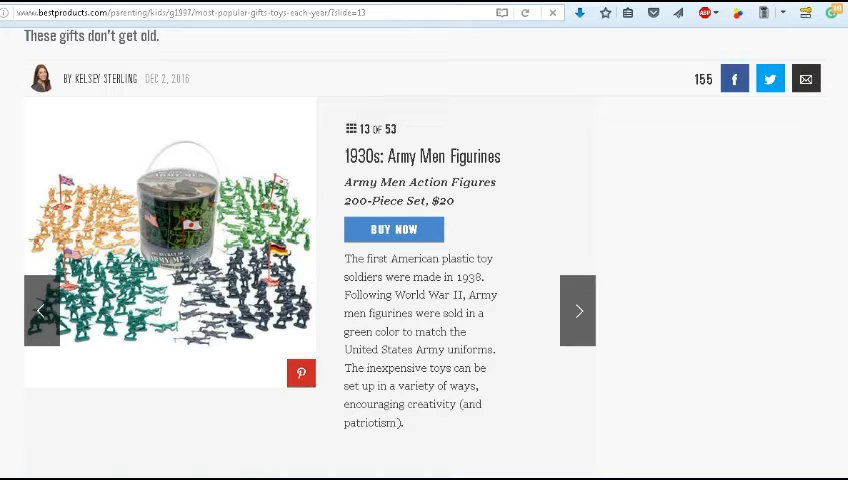 www.bestproducts.com/parenting/kids/g1997/most-popular-gifts-toys-each-year/?slide=13
These gifts don't get old.
BY KELSEY STERLING DEC 2, 2016
155
13 OF 53
1930s: Army Men Figurines
Army Men Action Figures
200-Piece Set, $20
BUY NOW
The first American plastic toy
soldiers were made in 1938.
Following World War II, Army
men figurines were sold in a
green color to match the
United States Army uniforms.
The inexpensive toys can be
set up in a variety of ways,
encouraging creativity (and
patriotism).
ARMY MEN
ABP